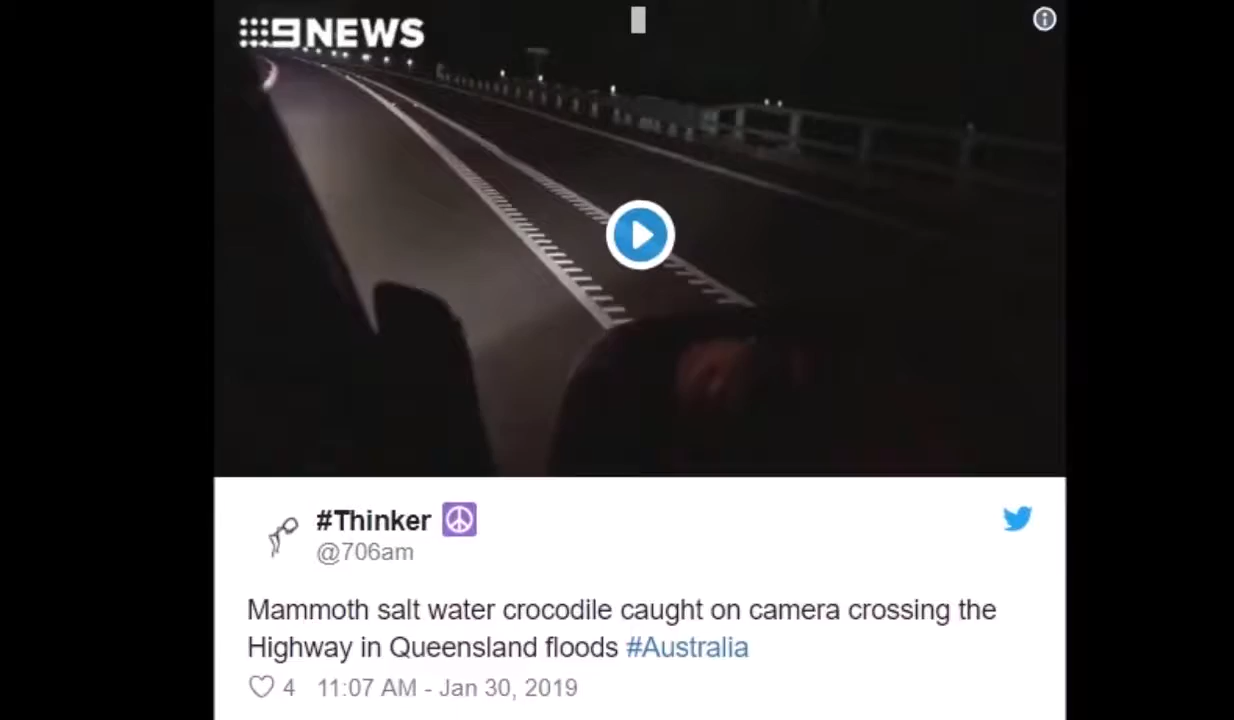 9NEWS
#Thinker
@706am
Mammoth salt water crocodile caught on camera crossing the
Highway in Queensland floods #Australia
4 11:07 AM - Jan 30, 2019